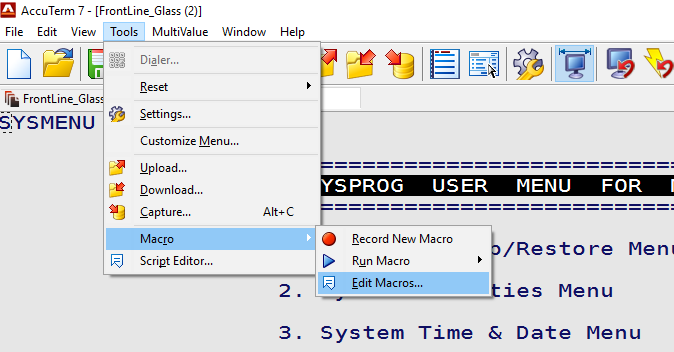 AccuTerm 7 - [FrontLine_Glass (2)]
File Edit View Tools MultiValue Window Help
Dialer...
Reset
FrontLine_Glass
Settings...
SYSMENU
Customize Menu...
Upload...
Download...
YSPROG USER MENU FOR
Capture... Alt+C
Macro
Record New Macro
Script Editor...
Run Macro
/Restore Menu
Edit Macros...
2.
ties Menu
3. System Time & Date Menu